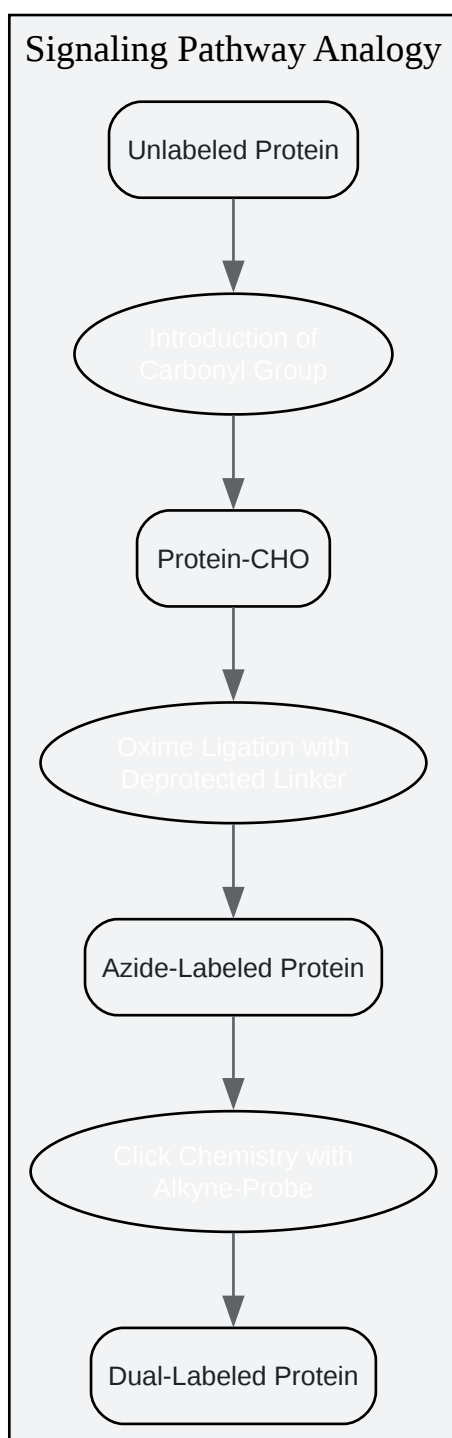 Signaling Pathway Analogy
Unlabeled Protein
Introduction of
Carbonyl Group
Protein-CHO
Oxime Ligation with
Deprotected Linker
Azide-Labeled Protein
Click Chemistry with
Alkyne-Probe
Dual-Labeled Protein